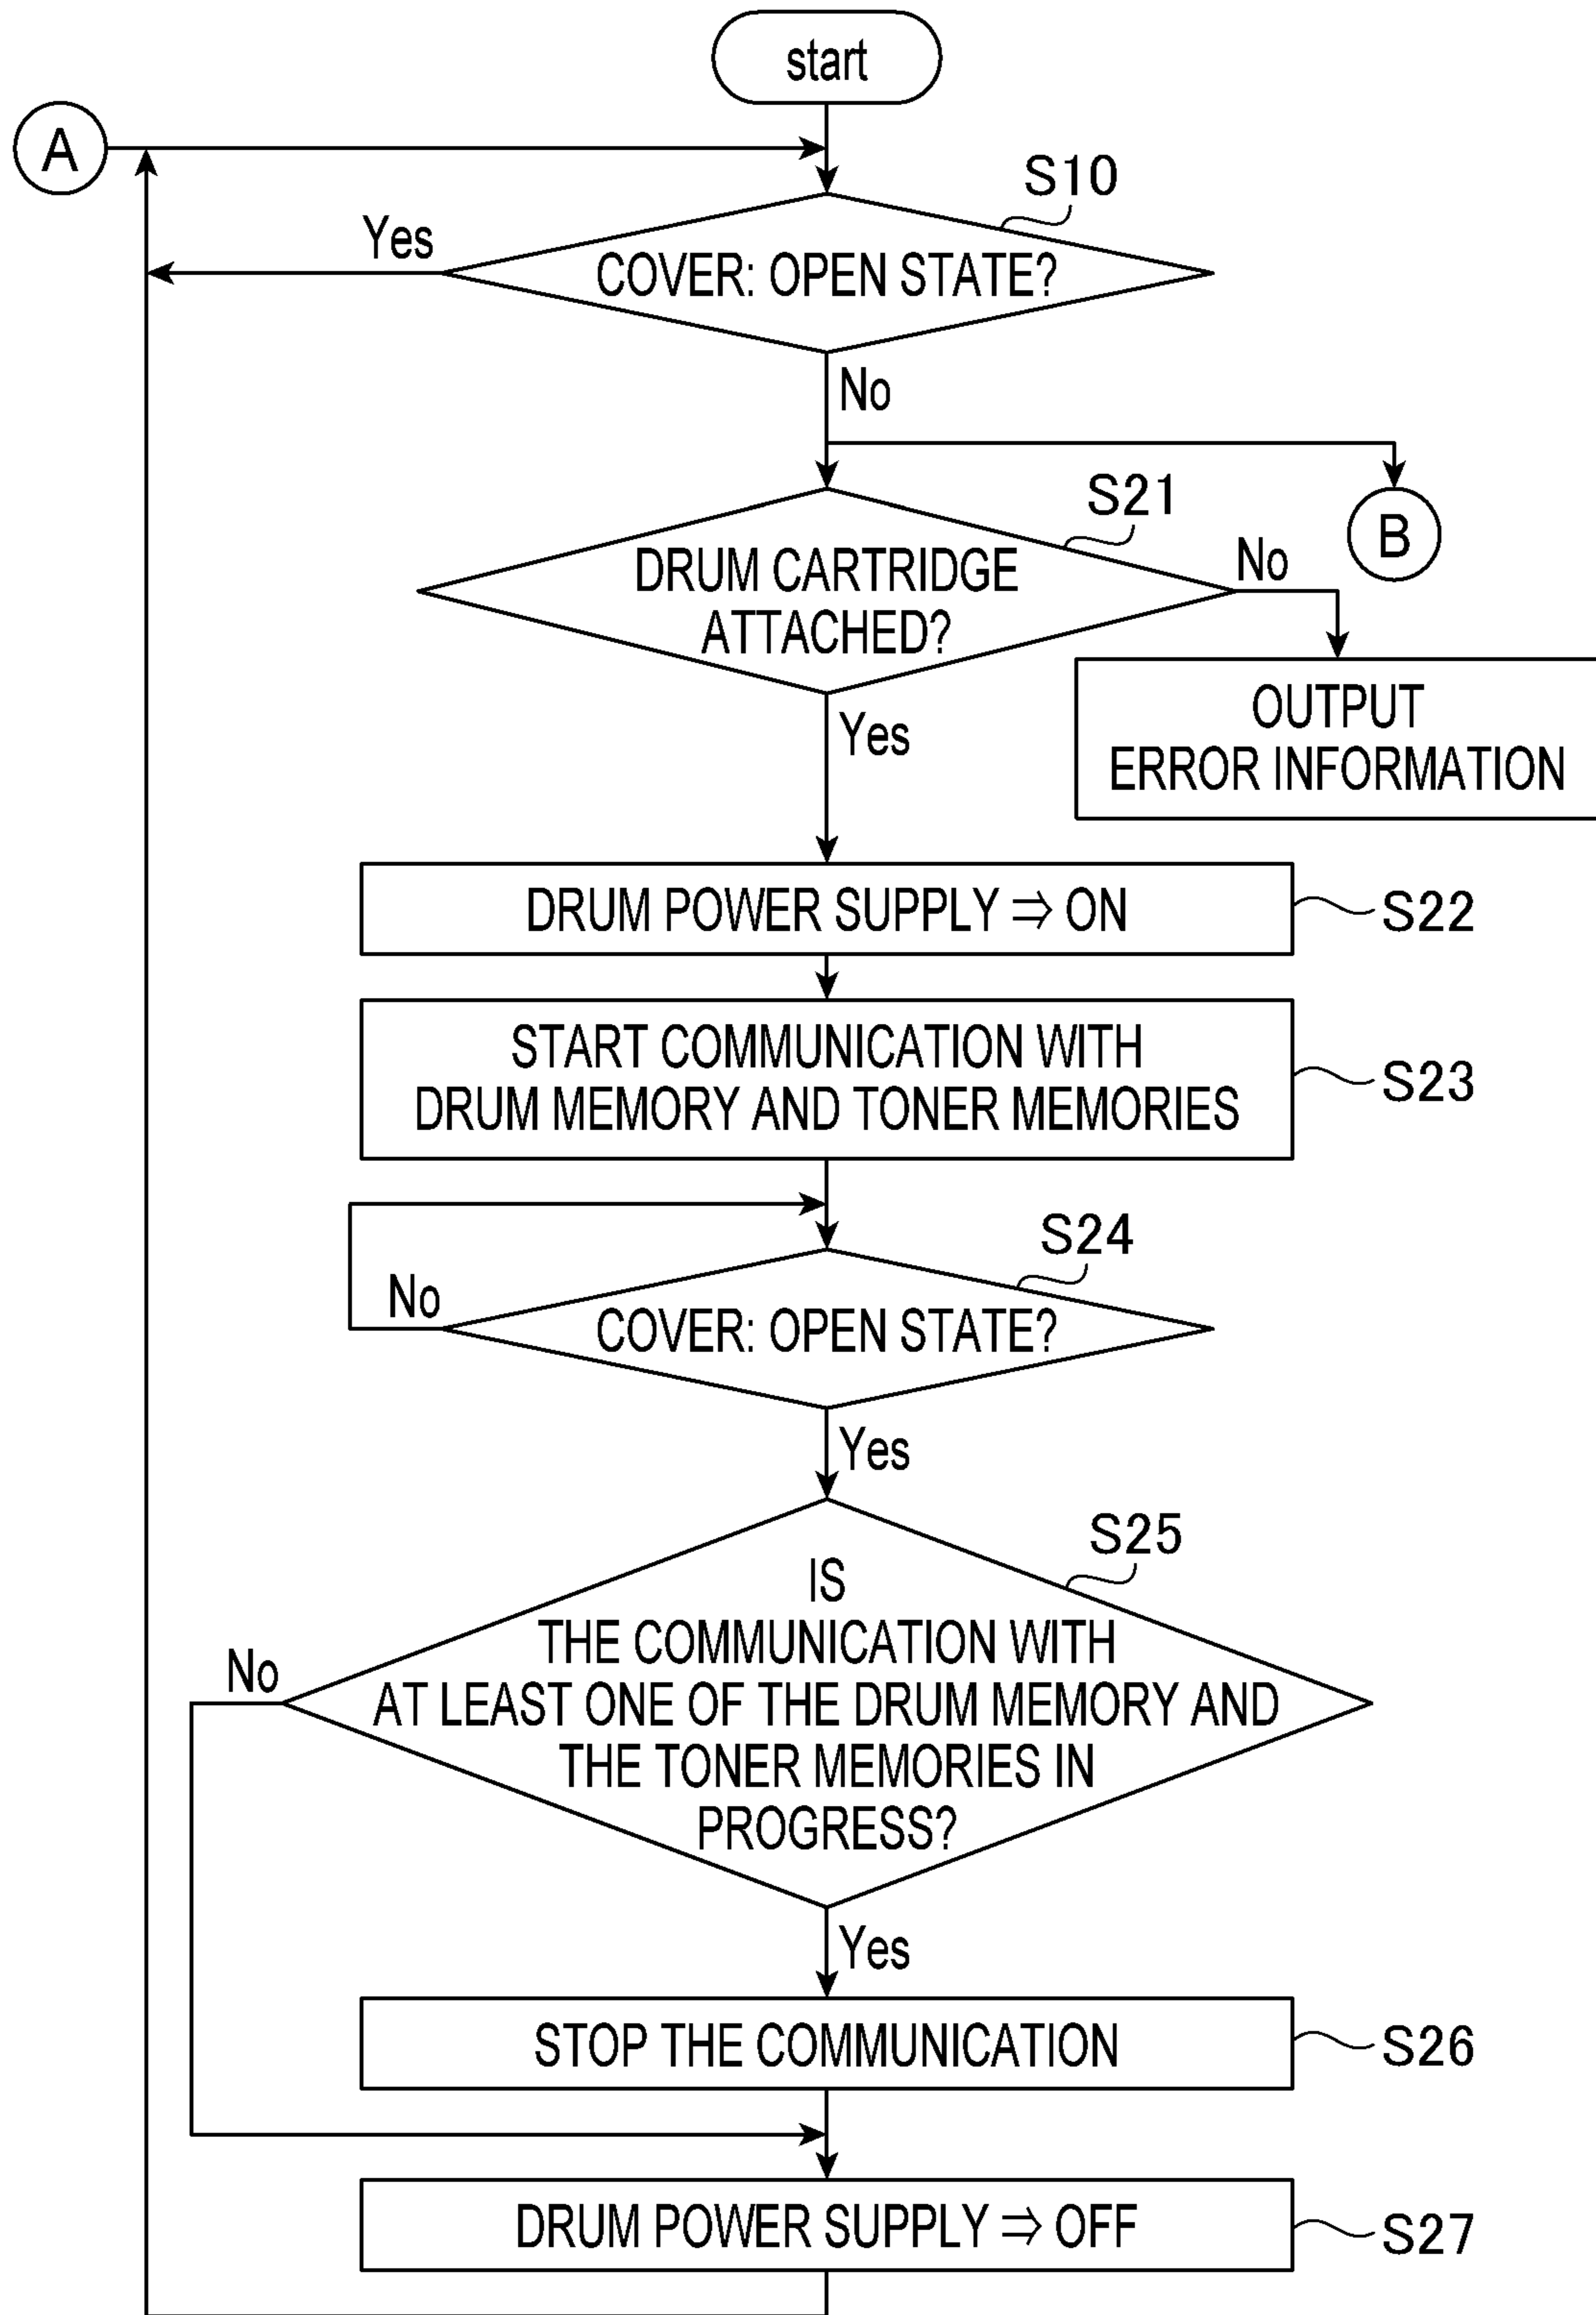 start
A
S10
Yes
COVER: OPEN STATE?
No
S21
B
DRUM CARTRIDGE
ATTACHED?
No
OUTPUT
ERROR INFORMATION
Yes
DRUM POWER SUPPLY ⇒ ON
S22
START COMMUNICATION WITH
DRUM MEMORY AND TONER MEMORIES
S23
S24
No
COVER: OPEN STATE?
Yes
S25
IS
THE COMMUNICATION WITH
AT LEAST ONE OF THE DRUM MEMORY AND
THE TONER MEMORIES IN
PROGRESS?
No
Yes
STOP THE COMMUNICATION
S26
DRUM POWER SUPPLY ⇒ OFF
S27